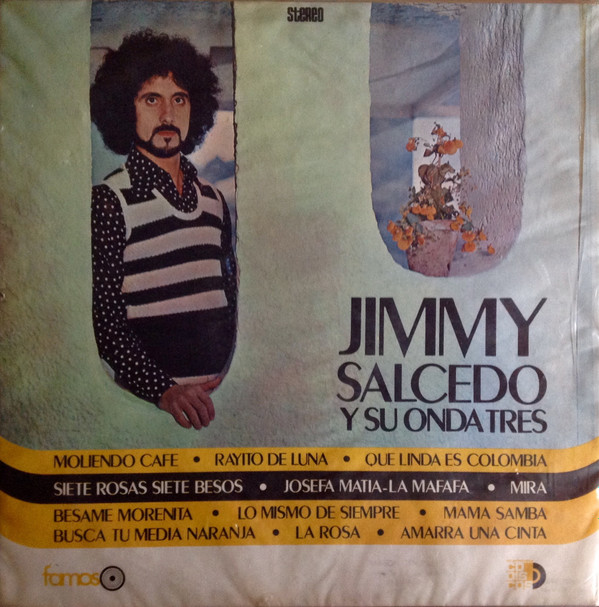 STEREO
JIMMY
SALCEDO
Y SU ONDA TRES
MOLIENDO CAFE • RAYITO DE LUNA • QUE LINDA ES COLOMBIA
SIETE ROSAS SIETE BESOS • JOSEFA MATIA-LA MAFAFA • MIRA
BESAME MORENITA • LO MISMO DE SIEMPRE • MAMA SAMBA
BUSCA TU MEDIA NARANJA • LA ROSA • AMARRA UNA CINTA
famoso